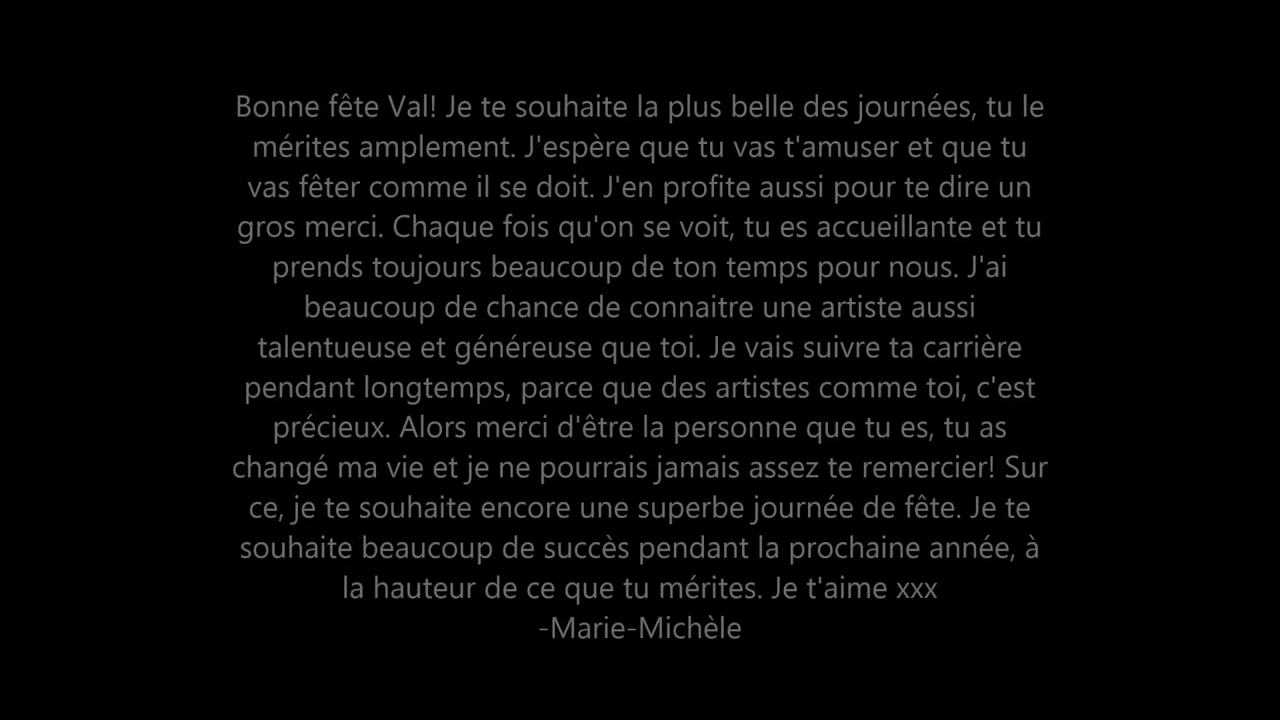 Bonne fête Val! Je te souhaite la plus belle des journées, tu le
mérites amplement. J'espère que tu vas t'amuser et que tu
vas fêter comme il se doit. J'en profite aussi pour te dire un
gros merci. Chaque fois qu'on se voit, tu es accueillante et tu
prends toujours beaucoup de ton temps pour nous. J'ai
beaucoup de chance de connaitre une artiste aussi
talentueuse et généreuse que toi. Je vais suivre ta carrière
pendant longtemps, parce que des artistes comme toi, c'est
précieux. Alors merci d'être la personne que tu es, tu as
changé ma vie et je ne pourrais jamais assez te remercier! Sur
ce, je te souhaite encore une superbe journée de fête. Je te
souhaite beaucoup de succès pendant la prochaine année, à
la hauteur de ce que tu mérites. Je t'aime xxx
-Marie-Michèle